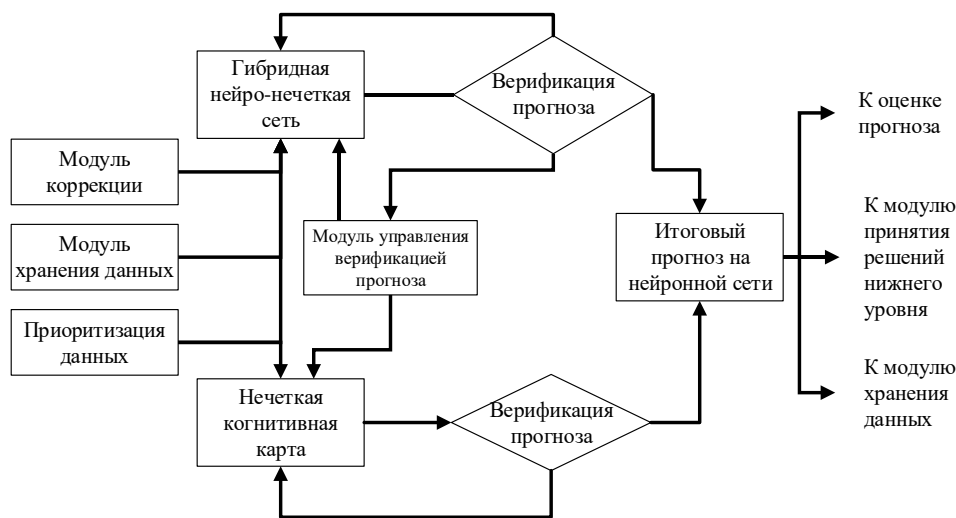 Гибридная
нейро-нечеткая
сеть
Верификация
прогноза
К оценке
прогноза
Модуль
коррекции
Модуль
хранения данных
Приоритизация
данных
Модуль управления
верификацией
прогноза
Итоговый
прогноз на
нейронной сети
К модулю
принятия
решений
нижнего
уровня
Нечеткая
когнитивная
карта
Верификация
прогноза
К модулю
хранения
данных